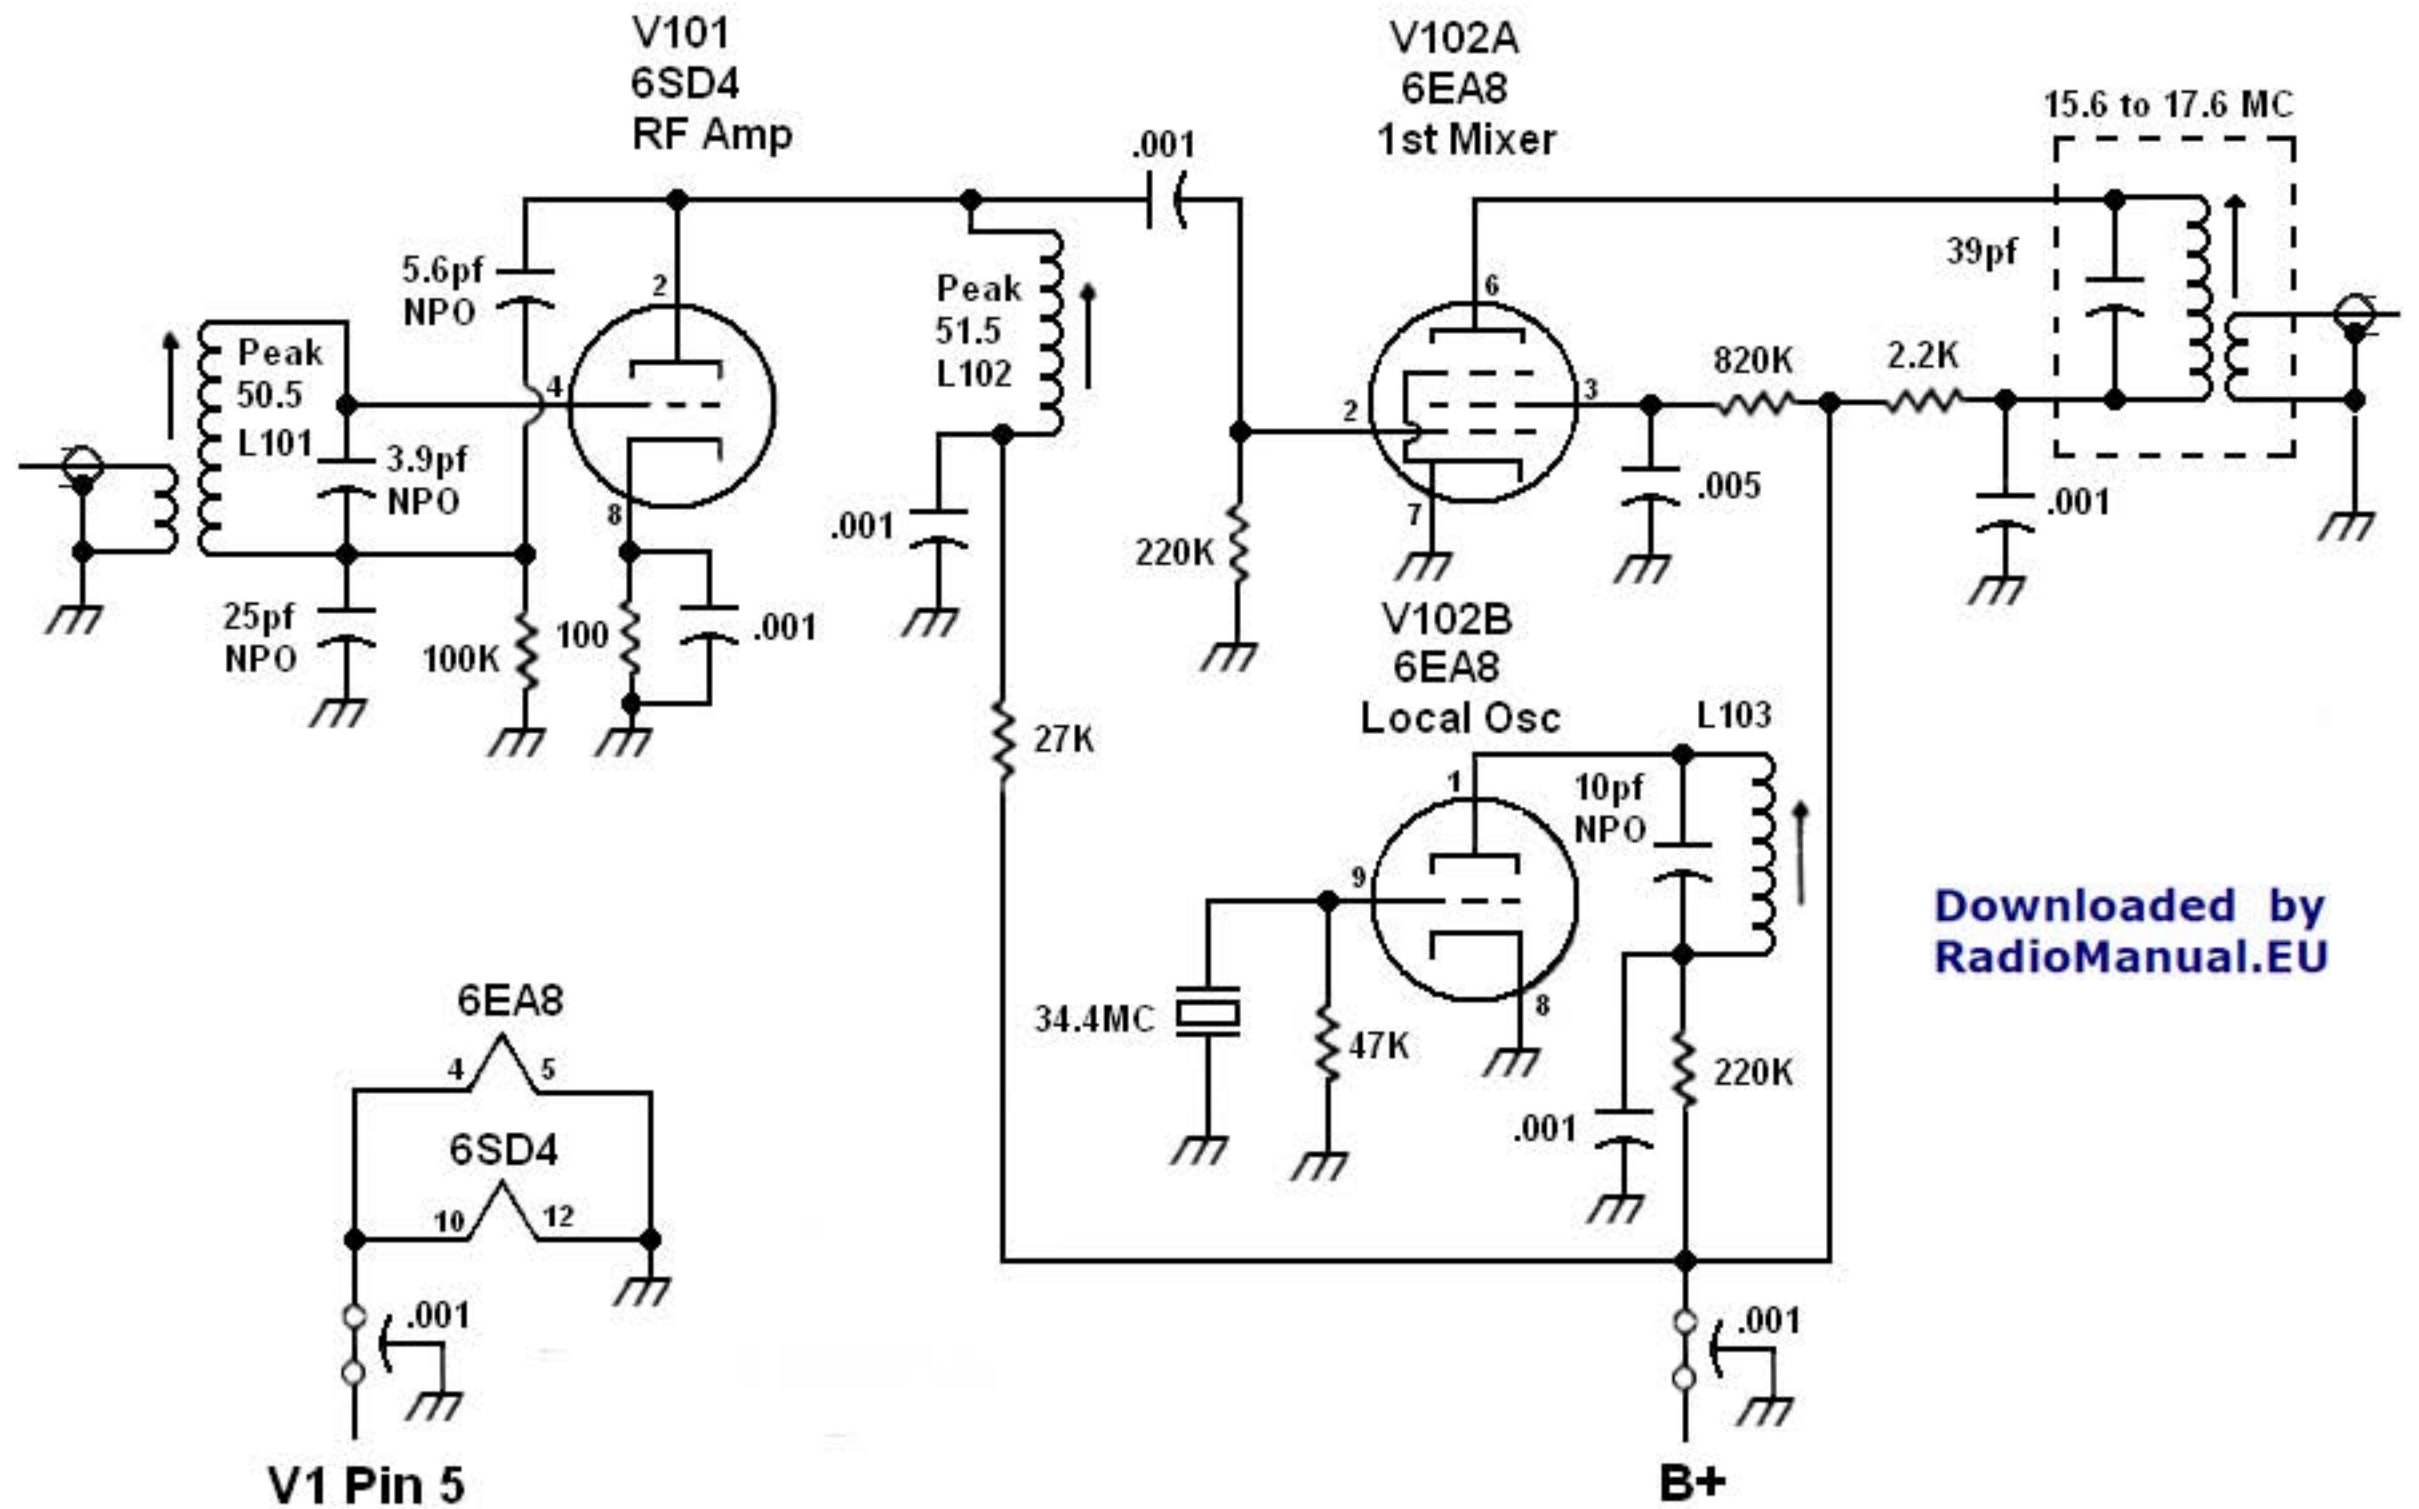 V101
6SD4
RF Amp
V102A
6EA8
1st Mixer
15.6 to 17.6 MC
.001
5.6pf
NPO
2
4
8
Peak
50.5
L101
3.9pf
NPO
25pf
NPO
100K
100
.001
Peak
51.5
L102
.001
220K
27K
6
2
3
7
820K
2.2K
39pf
.005
.001
V102B
6EA8
Local Osc
L103
1
10pf
NPO
9
8
34.4MC
47K
220K
.001
Downloaded by
RadioManual.EU
6EA8
4
5
6SD4
10
12
.001
V1 Pin 5
.001
B+